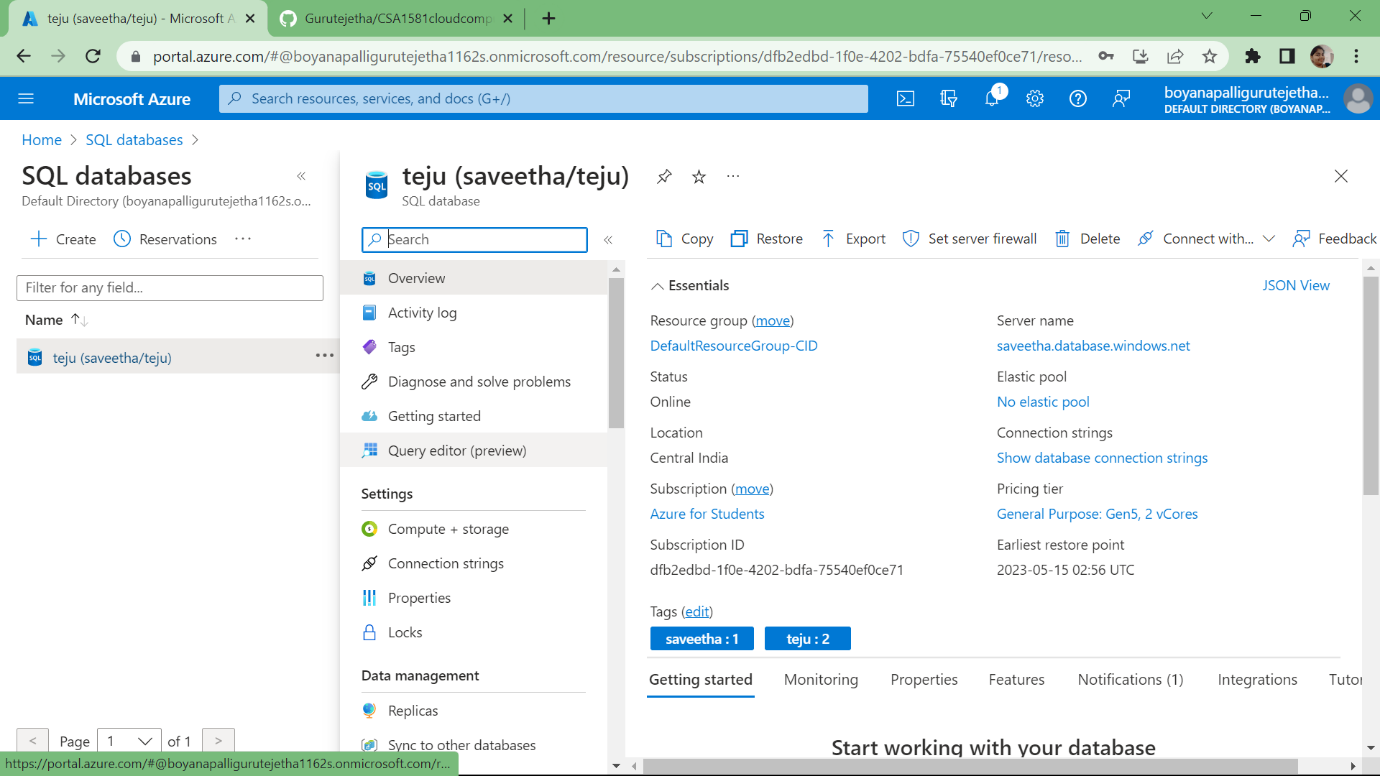 teju (saveetha/teju) - Microsoft A
Gurutejetha/CSA1581cloudcomp
portal.azure.com/#@boyanapalligurutejetha1162s.onmicrosoft.com/resource/subscriptions/dfb2edbd-1f0e-4202-bdfa-75540ef0ce71/reso...
Microsoft Azure
Search resources, services, and docs (G+/)
1
boyanapalligurutejetha...
DEFAULT DIRECTORY (BOYANAP...
Home > SQL databases >
SQL databases
Default Directory (boyanapalligurutejetha1162s.o...
Create
Reservations
Filter for any field...
Name
teju (saveetha/teju)
Page 1 of 1
teju (saveetha/teju)
SQL database
Search
Overview
Activity log
Tags
Diagnose and solve problems
Getting started
Query editor (preview)
Settings
Compute + storage
Connection strings
Properties
Locks
Data management
Replicas
Sync to other databases
Copy
Restore
Export
Set server firewall
Delete
Connect with...
Feedback
Essentials
JSON View
Resource group (move)
DefaultResourceGroup-CID
Status
Online
Location
Central India
Subscription (move)
Azure for Students
Subscription ID
dfb2edbd-1f0e-4202-bdfa-75540ef0ce71
Server name
saveetha.database.windows.net
Elastic pool
No elastic pool
Connection strings
Show database connection strings
Pricing tier
General Purpose: Gen5, 2 vCores
Earliest restore point
2023-05-15 02:56 UTC
Tags (edit)
saveetha : 1
teju : 2
Getting started
Monitoring
Properties
Features
Notifications (1)
Integrations
Tutor
Start working with your database
https://portal.azure.com/#@boyanapalligurutejetha1162s.onmicrosoft.com/r...